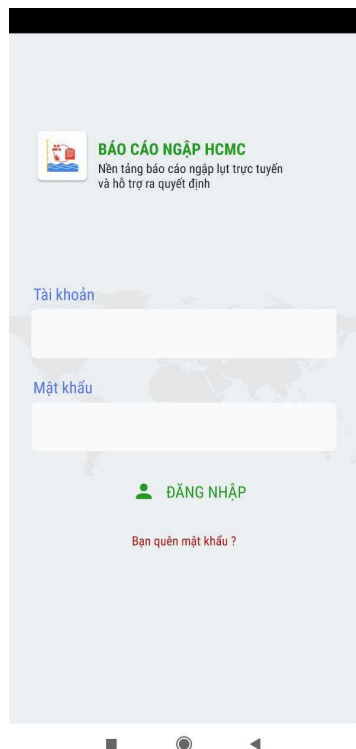 BÁO CÁO NGẬP HCMC
Nền tảng báo cáo ngập lụt trực tuyến
và hỗ trợ ra quyết định
Tài khoản
Mật khẩu
ĐĂNG NHẬP
Bạn quên mật khẩu ?